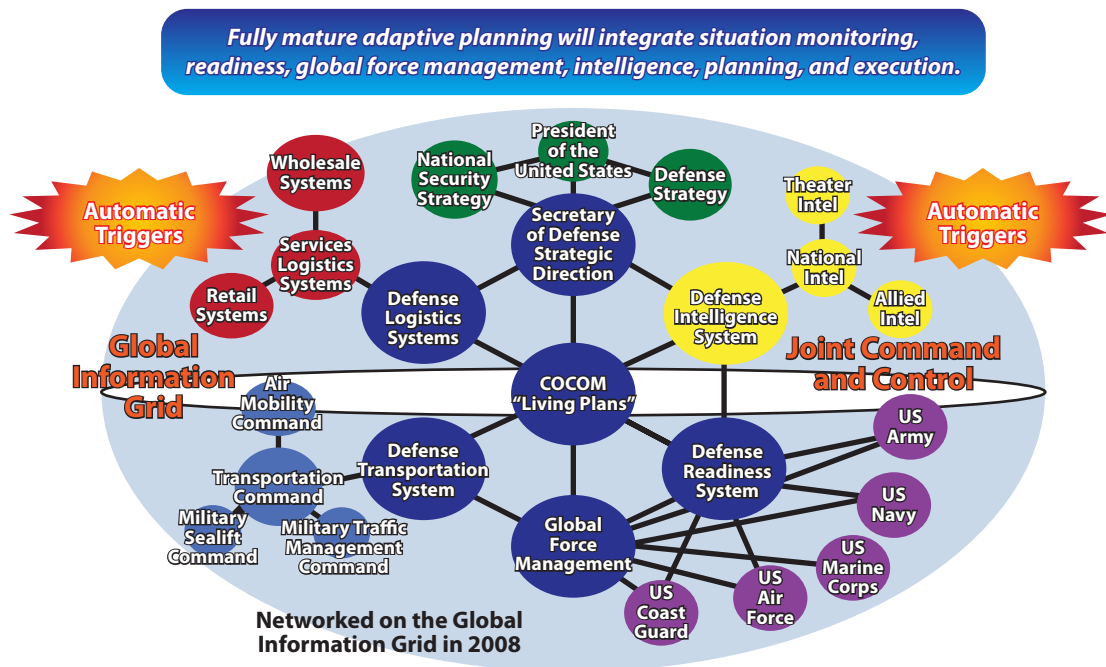 Fully mature adaptive planning will integrate situation monitoring,
readiness, global force management, intelligence, planning, and execution.
President
of the
United States
National
Security
Strategy
Defense
Strategy
Wholesale
Systems
Theater
Intel
Automatic
Triggers
Automatic
Triggers
Secretary
of Defense
Strategic
Direction
Services
Logistics
Systems
National
Intel
Retail
Systems
Defense
Logistics
Systems
Defense
Intelligence
System
Allied
Intel
Global
Information
Grid
Joint Command
and Control
COCOM
“Living Plans”
Air
Mobility
Command
US
Army
Defense
Transportation
System
Defense
Readiness
System
Transportation
Command
US
Navy
Military
Sealift
Command
Military Traffic
Management
Command
Global
Force
Management
US
Marine
Corps
US
Air
Force
US
Coast
Guard
Networked on the Global
Information Grid in 2008